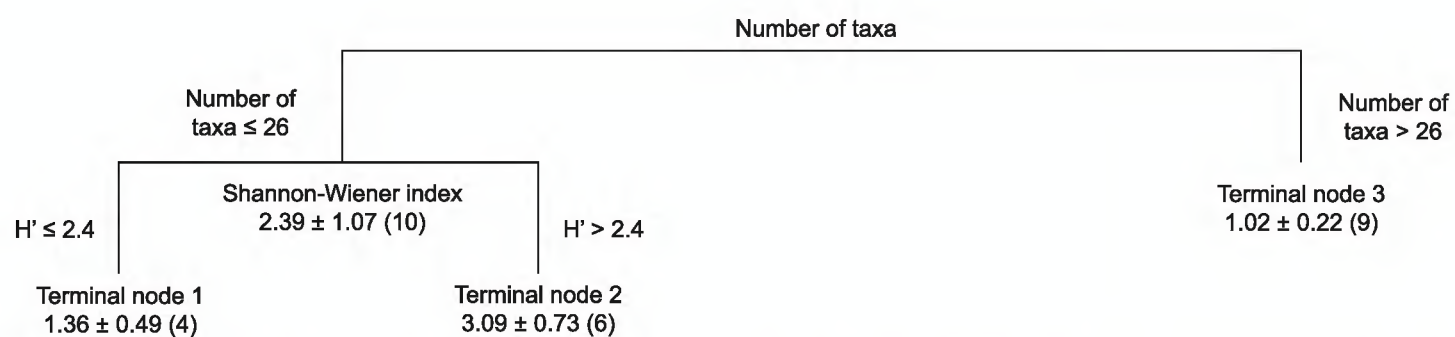 Number of taxa
Number of
taxa ≤ 26
Number of
taxa > 26
Shannon-Wiener index
2.39 ± 1.07 (10)
Terminal node 3
1.02 ± 0.22 (9)
H' ≤ 2.4
H' > 2.4
Terminal node 1
1.36 ± 0.49 (4)
Terminal node 2
3.09 ± 0.73 (6)